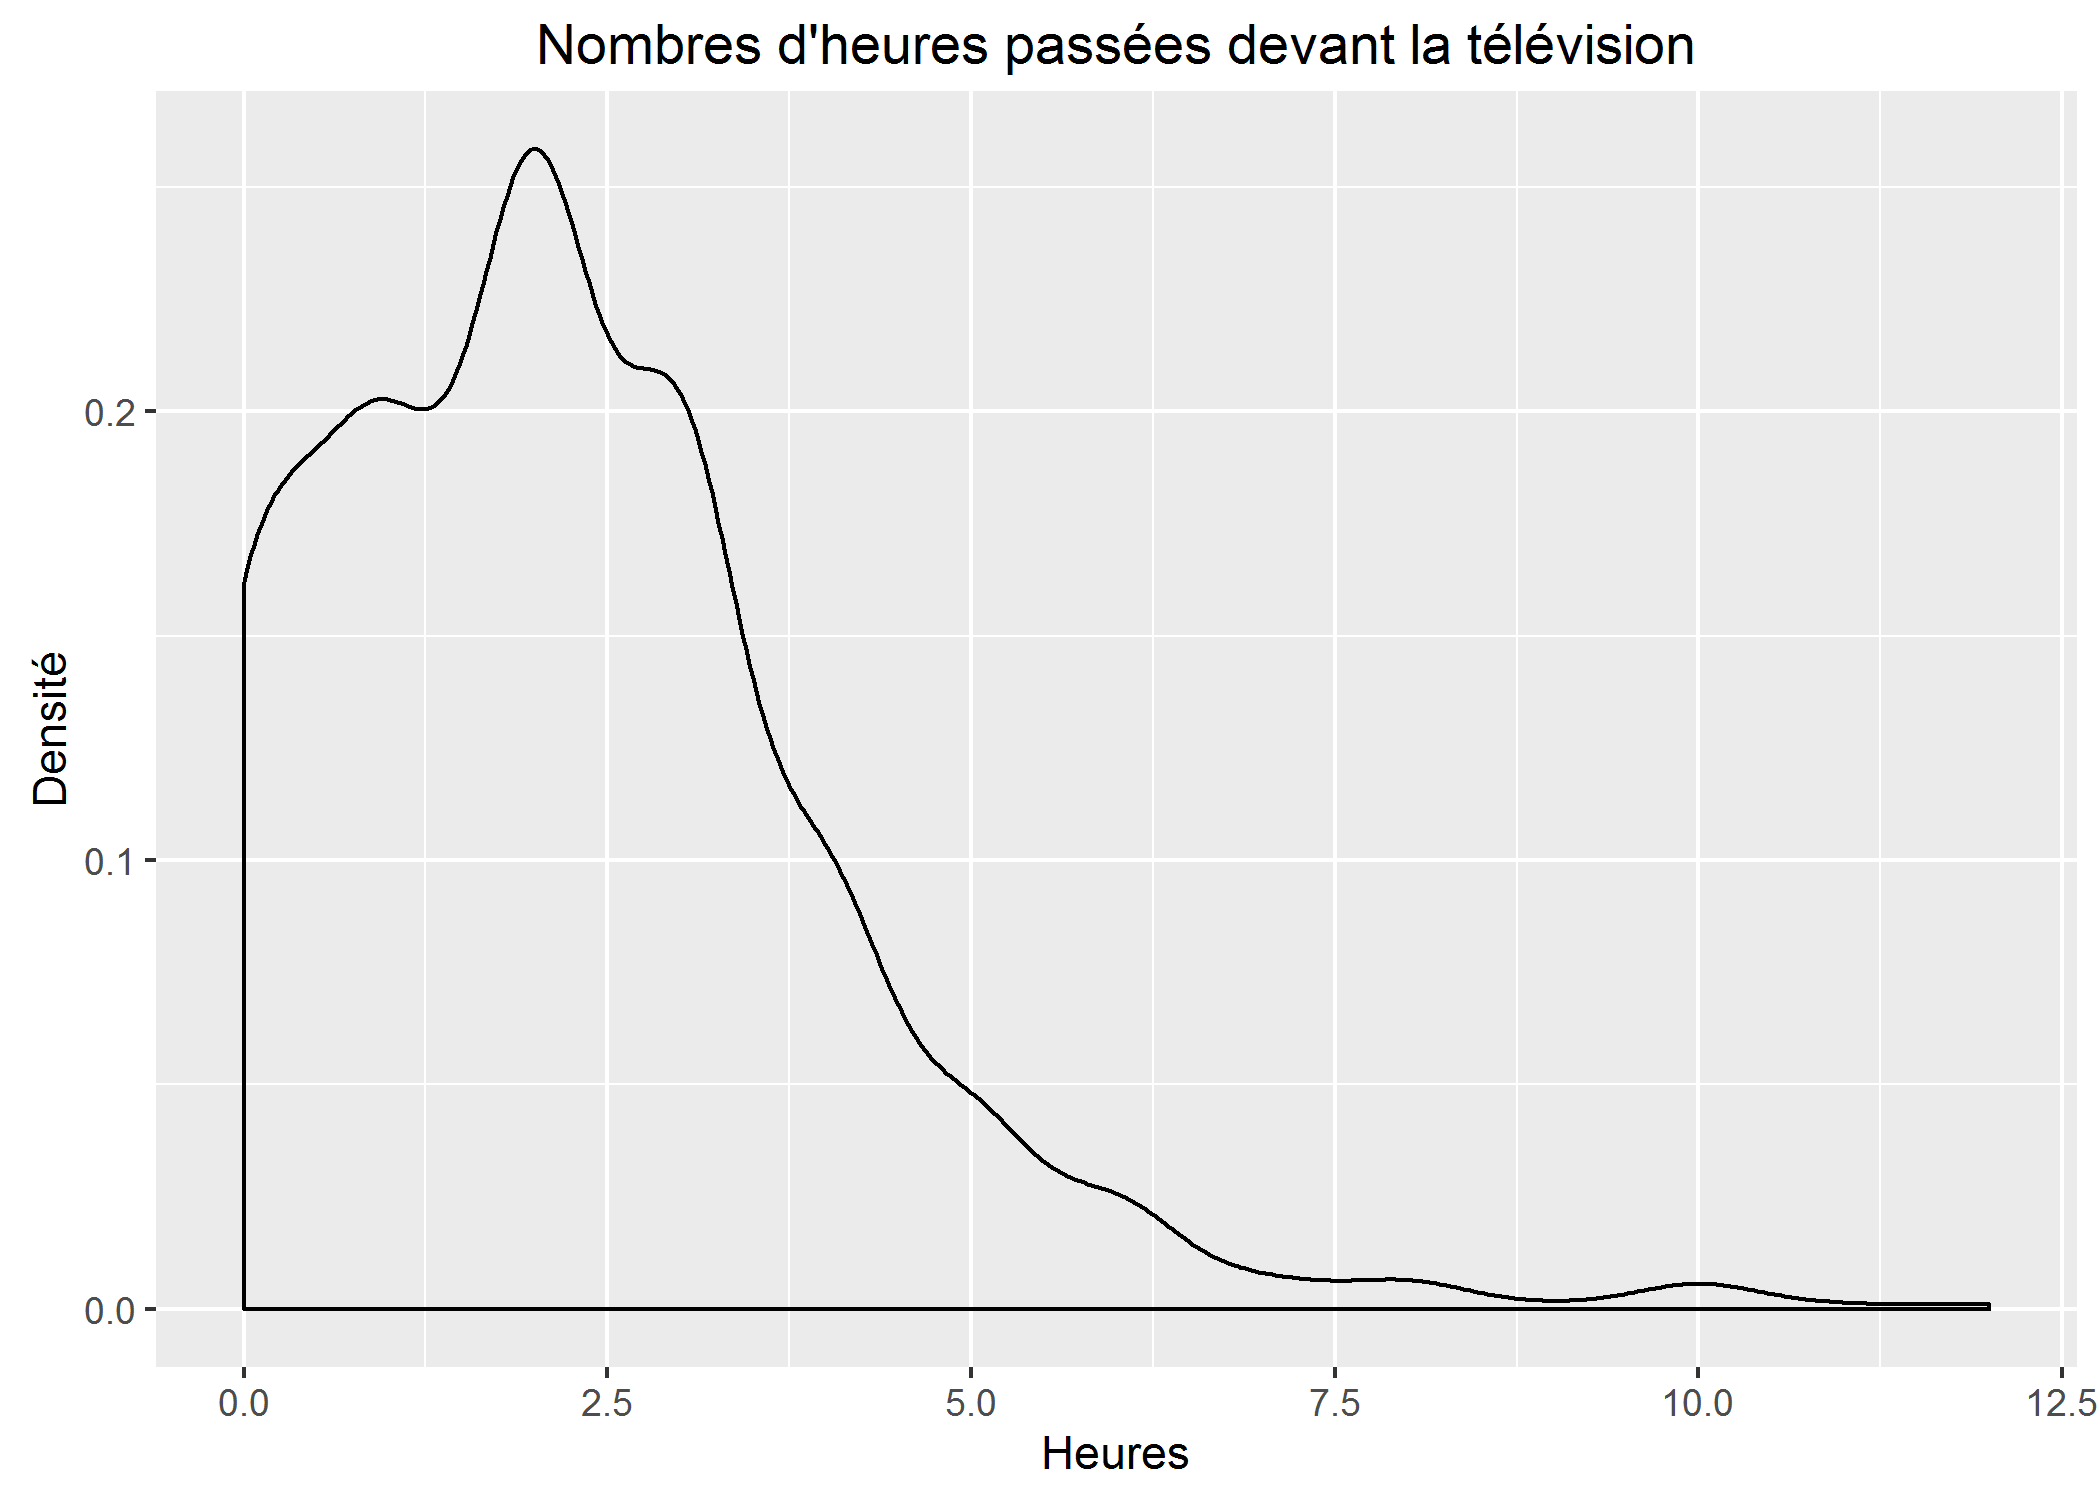 Nombres d'heures passées devant la télévision
Densité
0.2
0.1
0.0
0.0 2.5 5.0 7.5 10.0 12.5
Heures